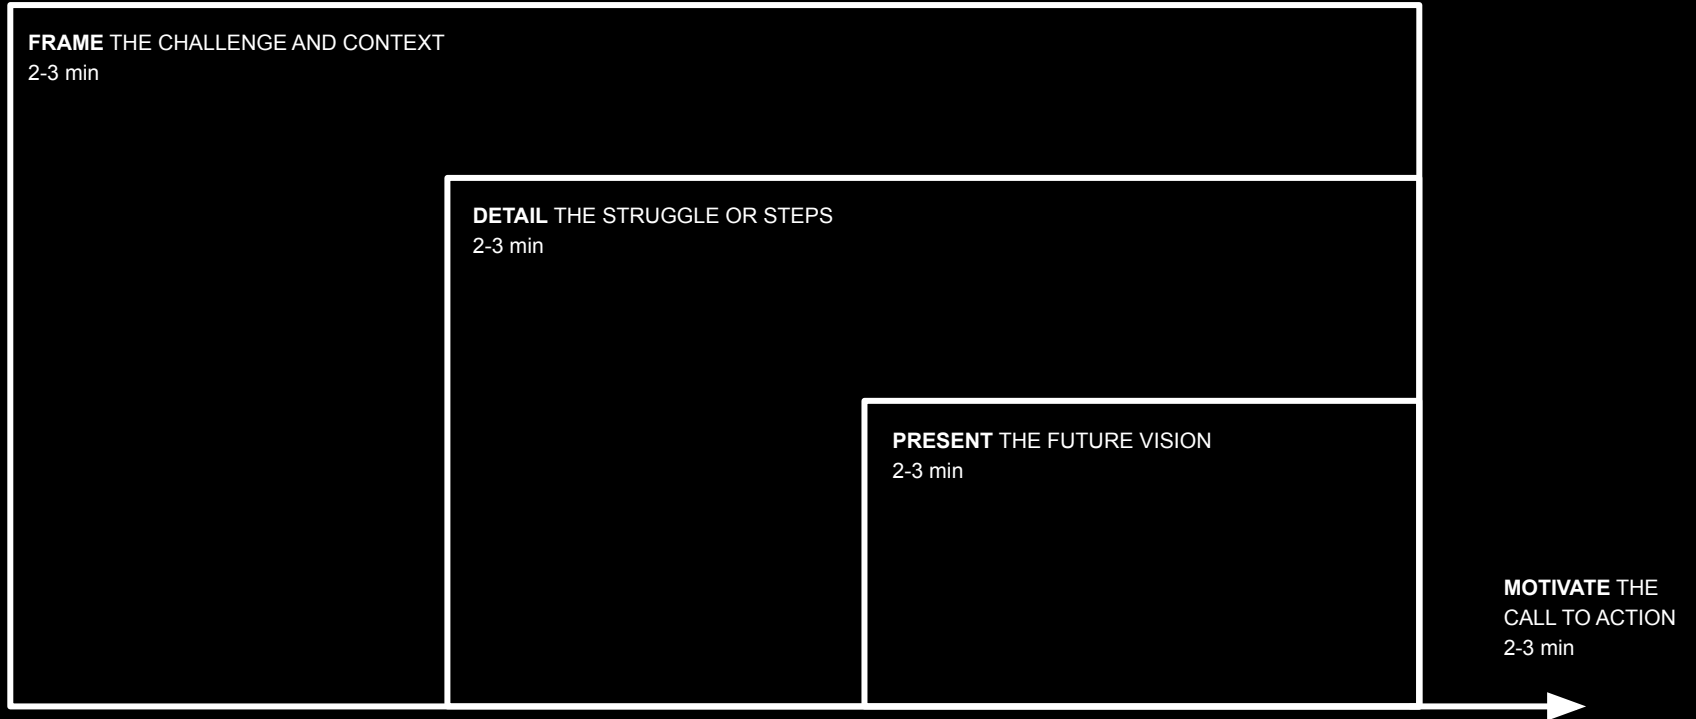 FRAME THE CHALLENGE AND CONTEXT
2-3 min
DETAIL THE STRUGGLE OR STEPS
2-3 min
PRESENT THE FUTURE VISION
2-3 min
MOTIVATE THE
CALL TO ACTION
2-3 min